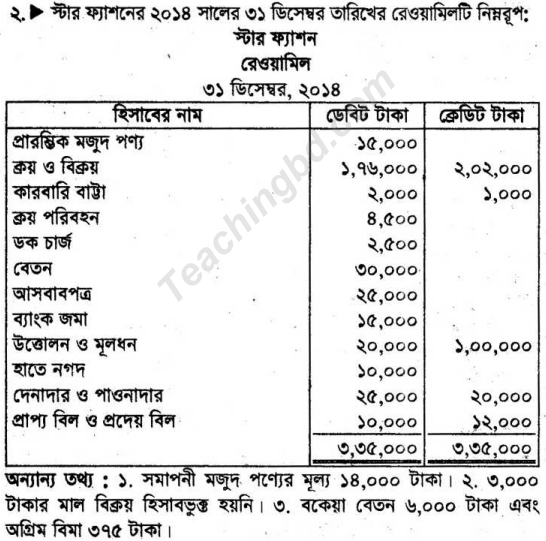 ২.▶ স্টার ফ্যাশনের ২০১৪ সালের ৩১ ডিসেম্বর তারিখের রেওয়ামিলটি নিম্নরূপ:
স্টার ফ্যাশন
রেওয়ামিল
৩১ ডিসেম্বর, ২০১৪
হিসাবের নাম ডেবিট টাকা ক্রেডিট টাকা
প্রারম্ভিক মজুদ পণ্য ১৫,০০০
ক্রয় ও বিক্রয় ১,৭৬,০০০ ২,০২,০০০
কারবারি বাট্টা ২,০০০ ১,০০০
ক্রয় পরিবহন ৪,৫০০
ডক চার্জ ২,৫০০
বেতন ৩০,০০০
আসবাবপত্র ২৫,০০০
ব্যাংক জমা ১৫,০০০
উত্তোলন ও মূলধন ২০,০০০ ১,০০,০০০
হাতে নগদ ১০,০০০
দেনাদার ও পাওনাদার ২৫,০০০ ২০,০০০
প্রাপ্য বিল ও প্রদেয় বিল ১০,০০০ ১২,০০০
৩,৩৫,০০০ ৩,৩৫,০০০
অন্যান্য তথ্য : ১. সমাপনী মজুদ পণ্যের মূল্য ১৪,০০০ টাকা। ২. ৩,০০০
টাকার মাল বিক্রয় হিসাবভুক্ত হয়নি। ৩. বকেয়া বেতন ৬,০০০ টাকা এবং
অগ্রিম বিমা ৩৭৫ টাকা।
Teachingbd.com